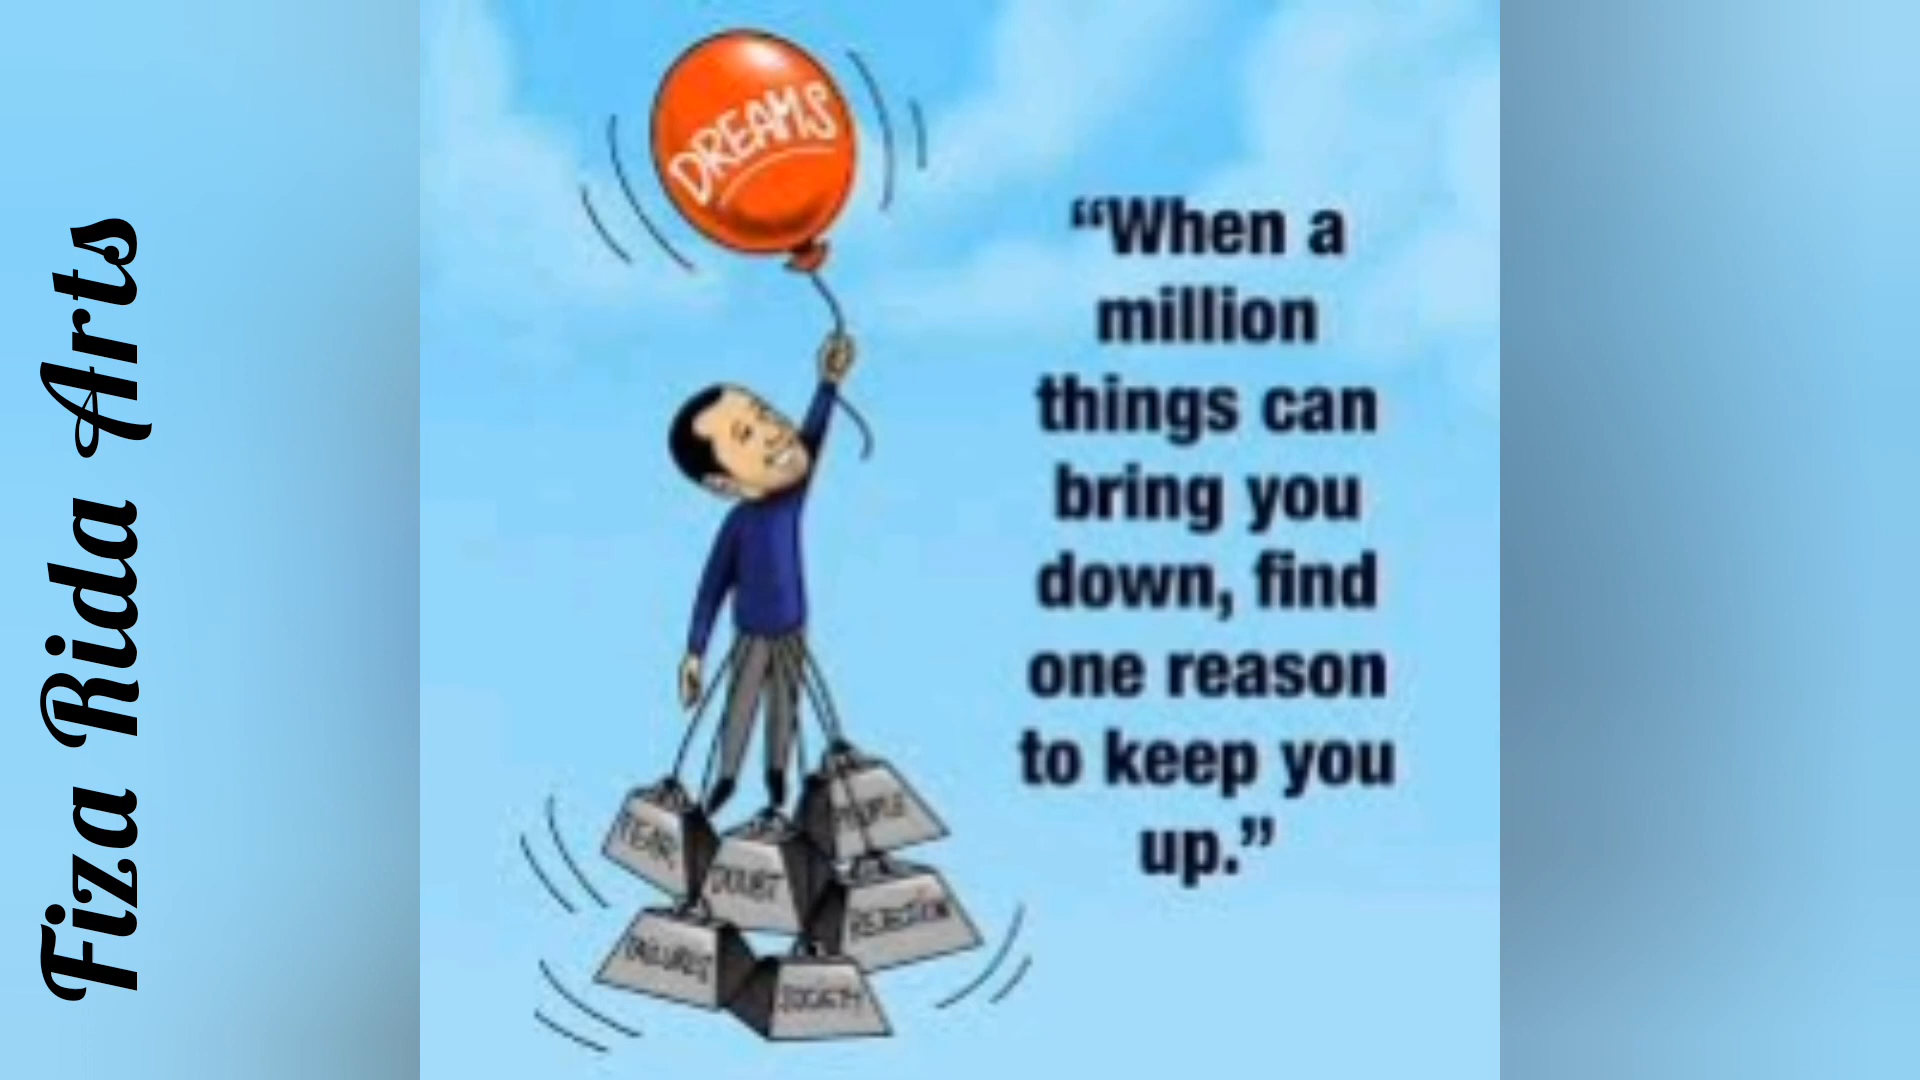 Fiza Rida Arts
DREAMS
“When a
million
things can
bring you
down, find
one reason
to keep you
up.”
FEAR
DOUBT
PEOPLE
REJECTION
FAILURES
SOCIETY